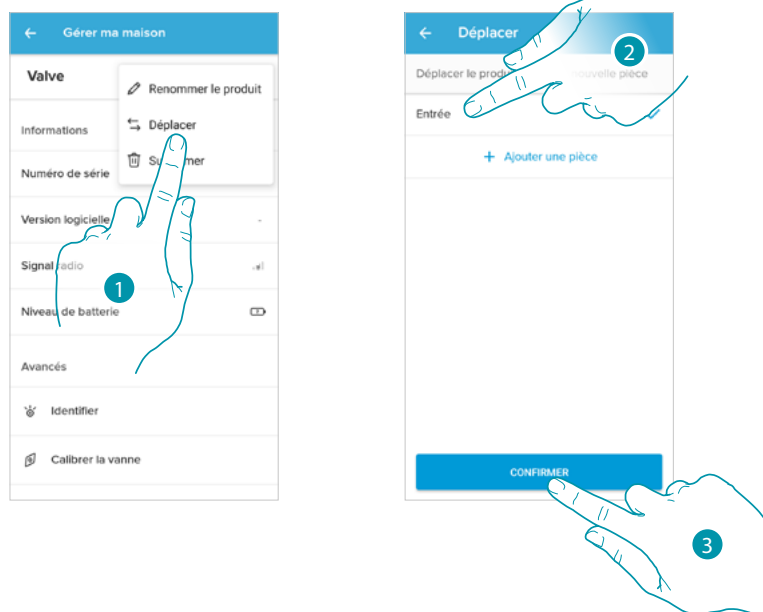 Gérer ma maison
Valve
Renommer le produit
Déplacer
Informations
Numéro de série
Version logicielle
-
Signal radio
Niveau de batterie
Avancés
Identifier
Calibrer la vanne
1
Déplacer
2
Déplacer le nouvelle pièce
Entrée
+ Ajouter une pièce
CONFIRMER
3